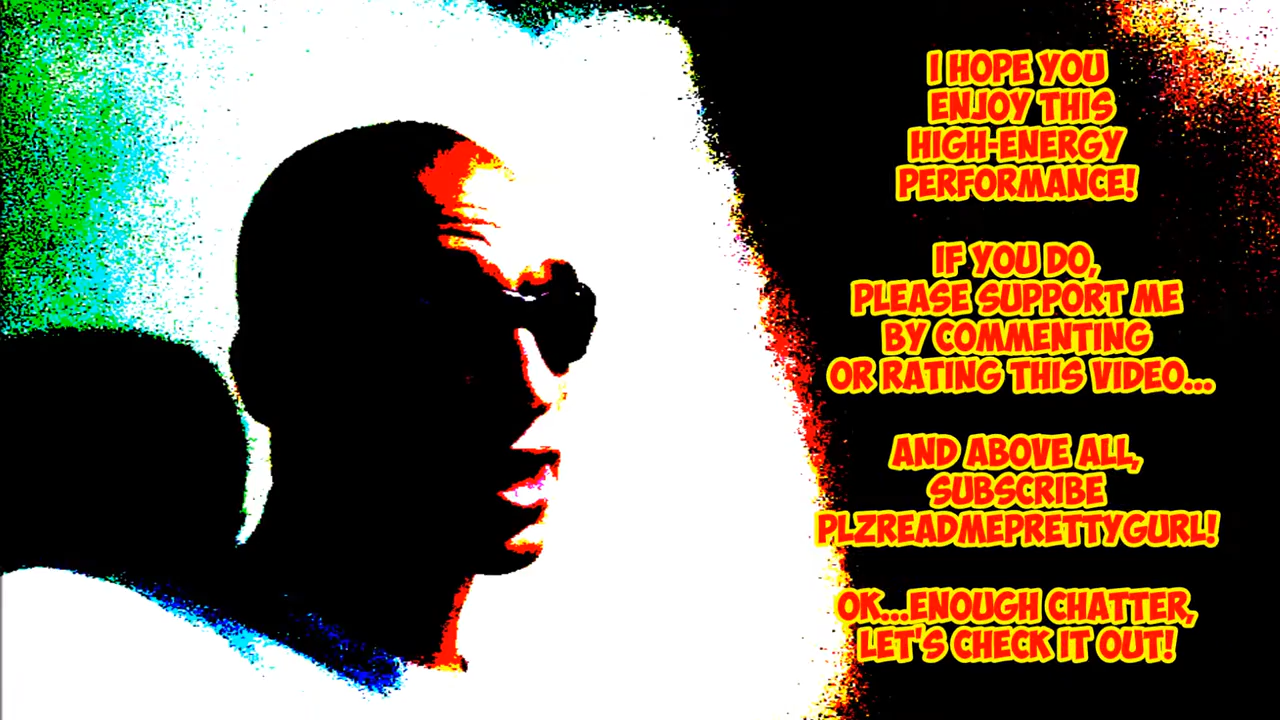 I HOPE YOU
ENJOY THIS
HIGH-ENERGY
PERFORMANCE!
IF YOU DO,
PLEASE SUPPORT ME
BY COMMENTING
OR RATING THIS VIDEO...
AND ABOVE ALL,
SUBSCRIBE
PLZREADMEPRETTYGURL!
OK...ENOUGH CHATTER,
LET'S CHECK IT OUT!